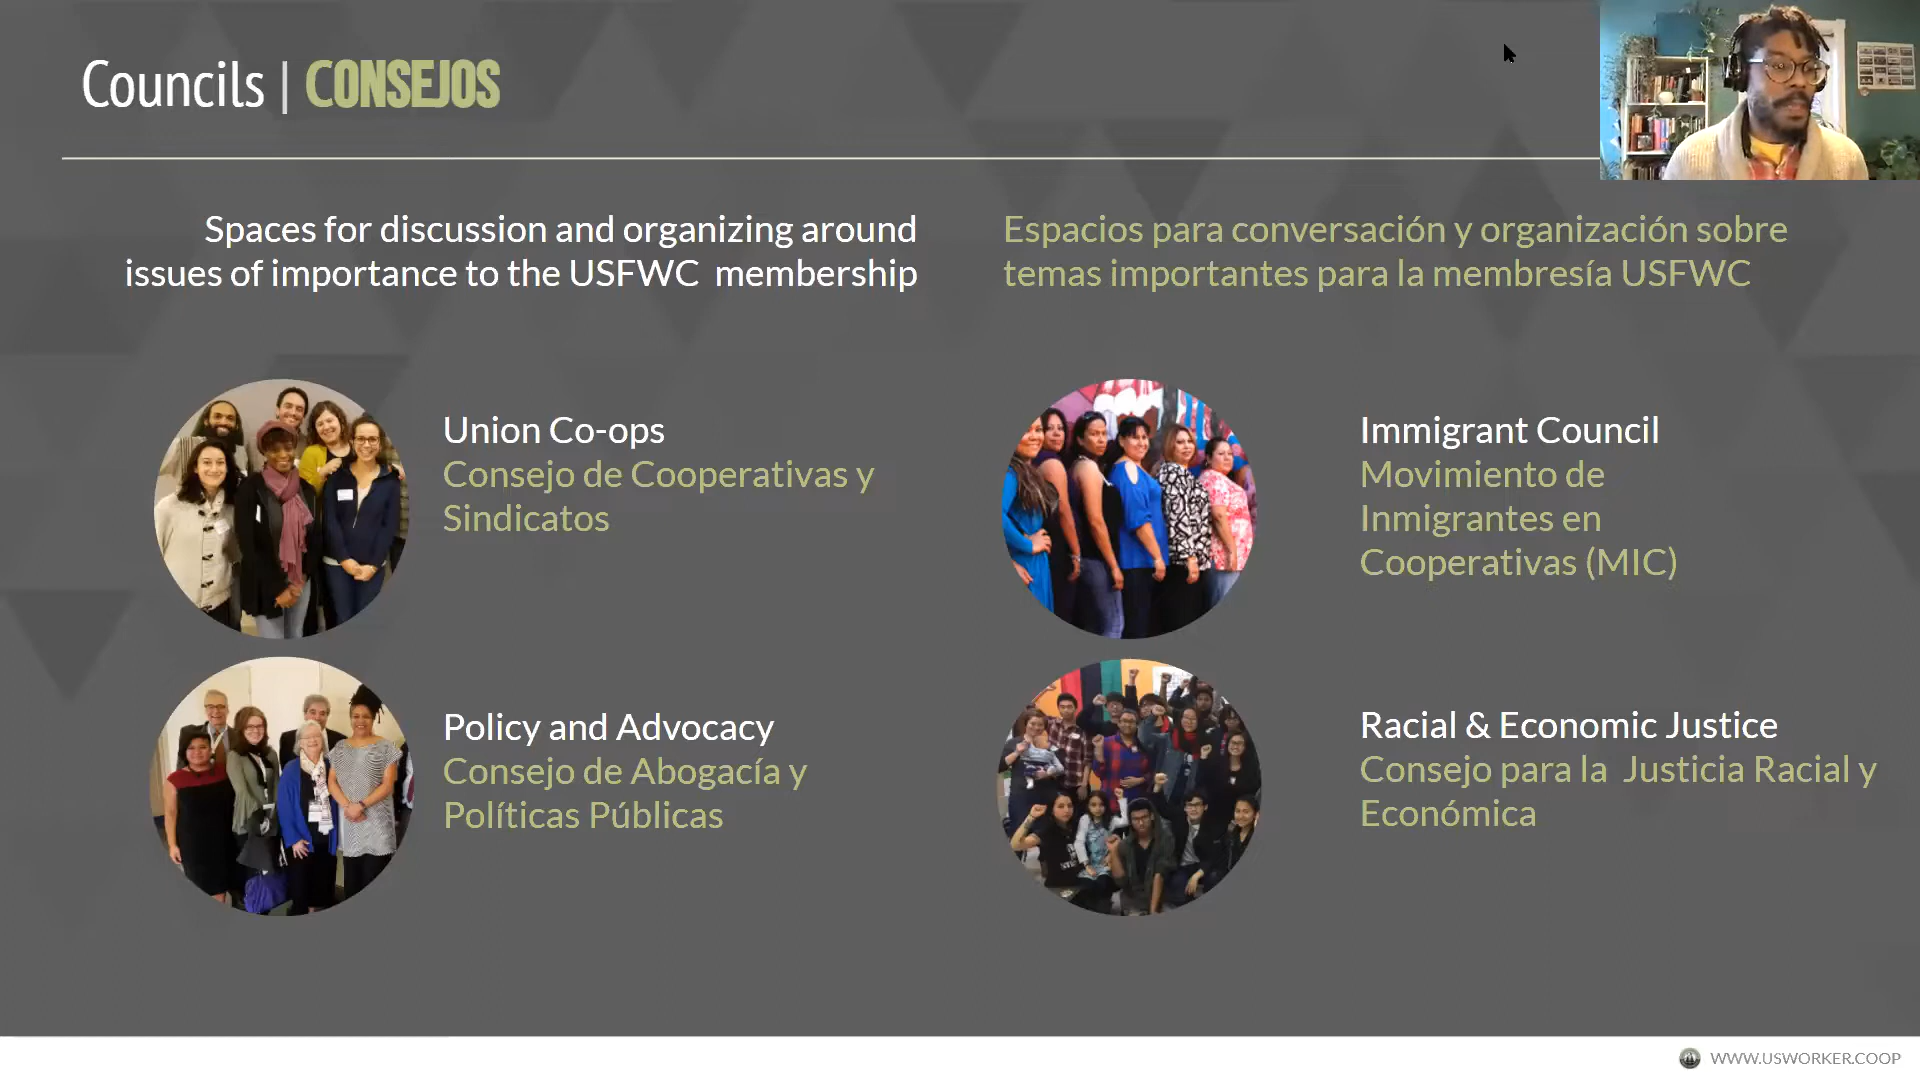 Councils | CONSEJOS
Spaces for discussion and organizing around
issues of importance to the USFWC membership
Espacios para conversación y organización sobre
temas importantes para la membresía USFWC
Union Co-ops
Consejo de Cooperativas y
Sindicatos
Immigrant Council
Movimiento de
Inmigrantes en
Cooperativas (MIC)
Policy and Advocacy
Consejo de Abogacía y
Políticas Públicas
Racial & Economic Justice
Consejo para la Justicia Racial y
Económica
WWW.USWORKER.COOP